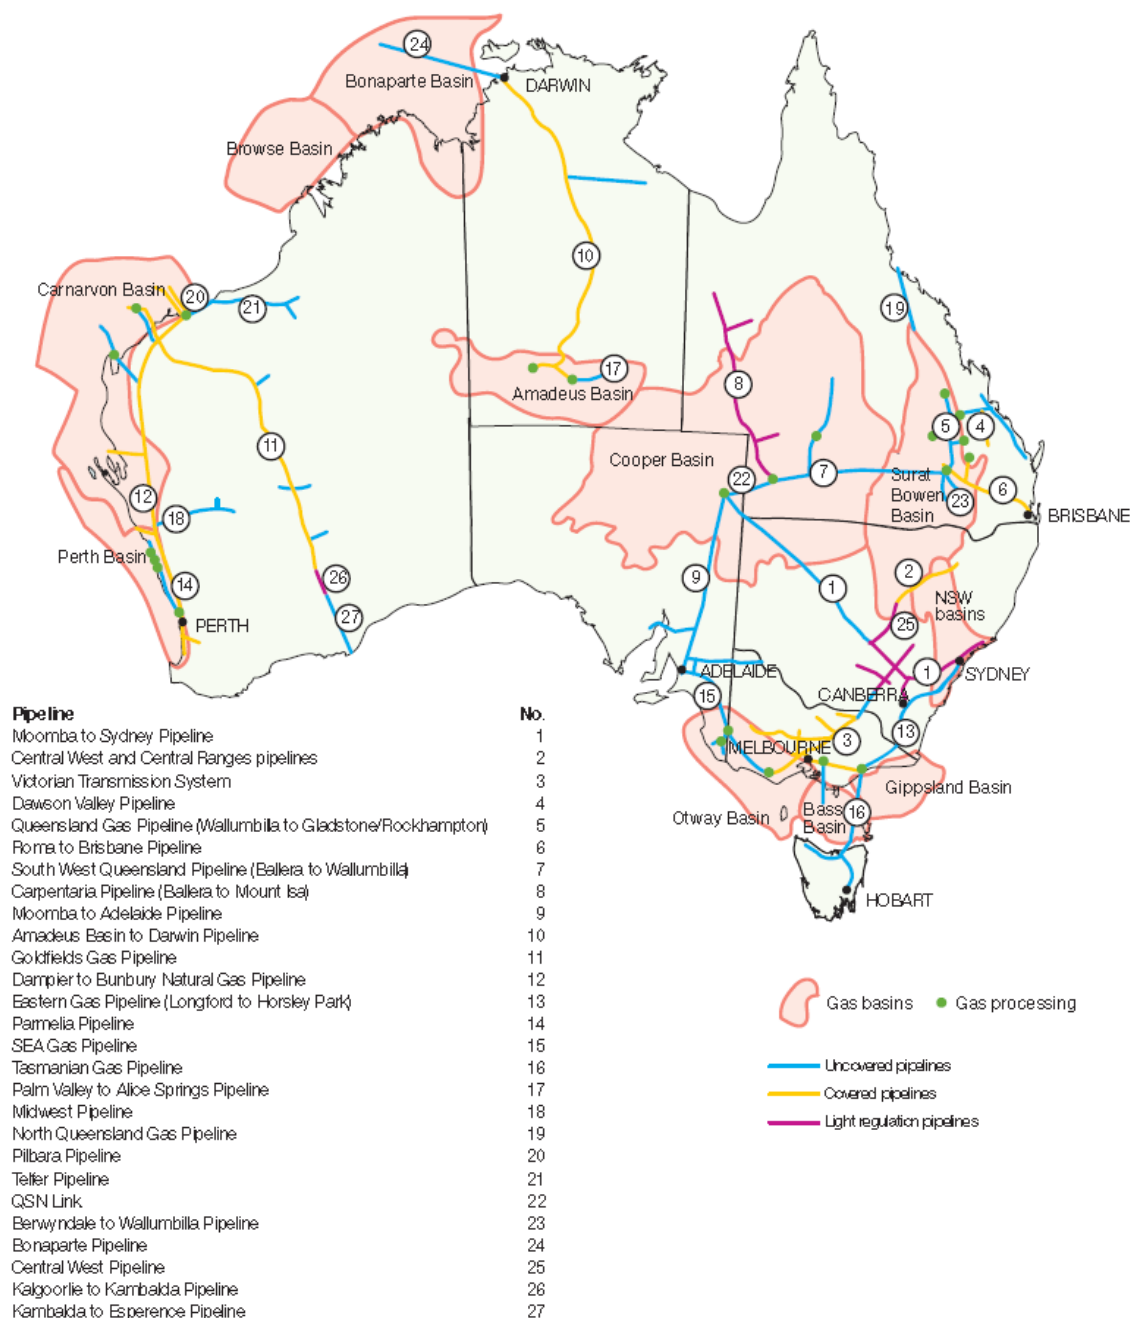 24
Bonaparte Basin
DARWIN
Browse Basin
10
Carnarvon Basin
20
21
19
17
Amadeus Basin
8
11
5
4
Cooper Basin
22
7
Surat
Bowen
Basin
23
6
BRISBANE
12
18
Perth Basin
14
PERTH
26
27
9
1
2
NSW
basins
25
1
SYDNEY
ADELAIDE
CANBERRA
15
13
MELBOURNE
3
Gippsland Basin
Otway Basin
Bass
Basin
16
HOBART
Pipeline No.
Moomba to Sydney Pipeline 1
Central West and Central Ranges pipelines 2
Victorian Transmission System 3
Dawson Valley Pipeline 4
Queensland Gas Pipeline (Wallumbilla to Gladstone/Rockhampton) 5
Roma to Brisbane Pipeline 6
South West Queensland Pipeline (Ballera to Wallumbilla) 7
Carpentaria Pipeline (Ballera to Mount Isa) 8
Moomba to Adelaide Pipeline 9
Amadeus Basin to Darwin Pipeline 10
Goldfields Gas Pipeline 11
Dampier to Bunbury Natural Gas Pipeline 12
Eastern Gas Pipeline (Longford to Horsley Park) 13
Parmelia Pipeline 14
SEA Gas Pipeline 15
Tasmanian Gas Pipeline 16
Palm Valley to Alice Springs Pipeline 17
Midwest Pipeline 18
North Queensland Gas Pipeline 19
Pilbara Pipeline 20
Telfer Pipeline 21
QSN Link 22
Berwyndale to Wallumbilla Pipeline 23
Bonaparte Pipeline 24
Central West Pipeline 25
Kalgoorlie to Kambalda Pipeline 26
Kambalda to Esperence Pipeline 27
Gas basins
Gas processing
Uncovered pipelines
Covered pipelines
Light regulation pipelines